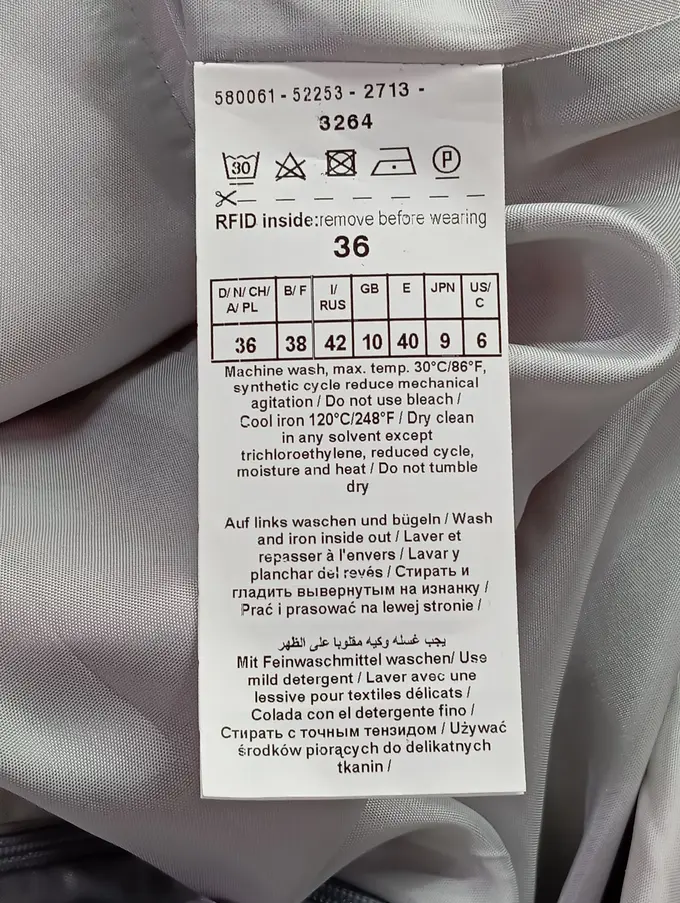 580061 - 52253 - 2713 -
3264
30
P
RFID inside:remove before wearing
36
D/ N/ CH/ A/ PL B/ F I/ RUS GB E JPN US/ C
36 38 42 10 40 9 6
Machine wash, max. temp. 30°C/86°F,
synthetic cycle reduce mechanical
agitation / Do not use bleach /
Cool iron 120°C/248°F / Dry clean
in any solvent except
trichloroethylene, reduced cycle,
moisture and heat / Do not tumble
dry
Auf links waschen und bügeln / Wash
and iron inside out / Laver et
repasser à l'envers / Lavar y
planchar del revés / Стирать и
гладить вывернутым на изнанку /
Prać i prasować na lewej stronie /
يجب غسله وكيه مقلوبا على الظهر
Mit Feinwaschmittel waschen/ Use
mild detergent / Laver avec une
lessive pour textiles délicats /
Colada con el detergente fino /
Стирать с точным тензидом / Używać
środków piorących do delikatnych
tkanin /